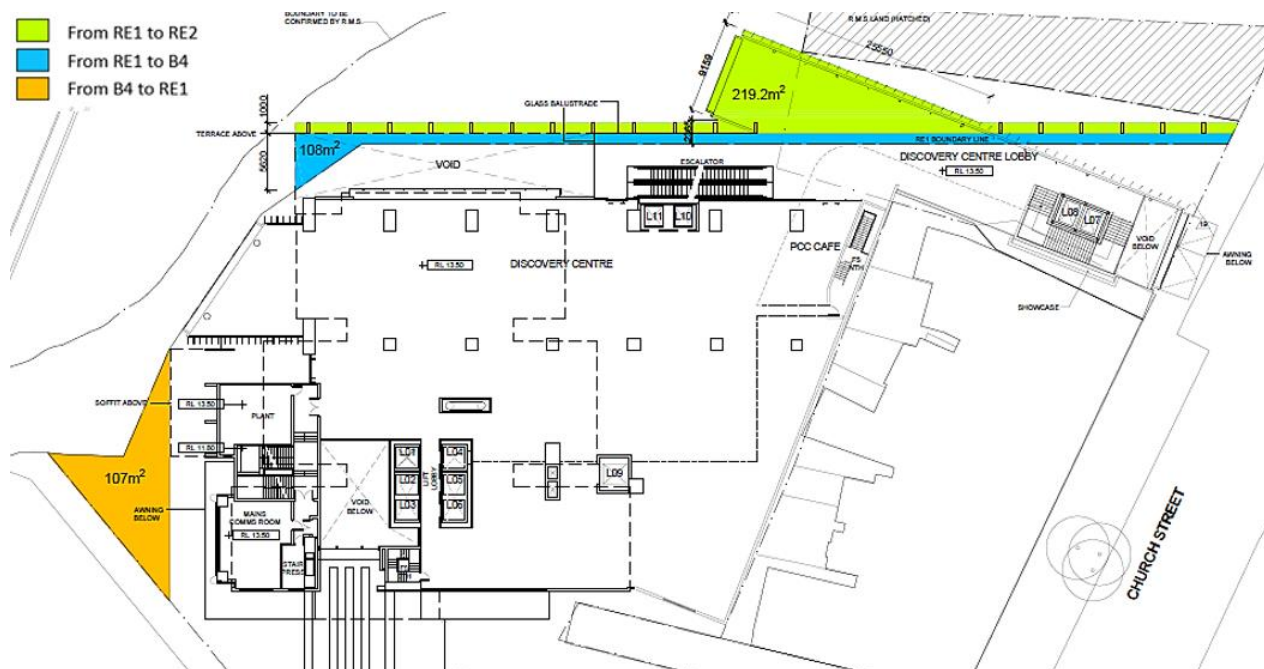 From RE1 to RE2
From RE1 to B4
From B4 to RE1
BOUNDARY TO BE
CONFIRMED BY R.M.S.
R.M.S. LAND (HATCHED)
25550
9159
219.2m²
1000
GLASS BALUSTRADE
TERRACE ABOVE
RE1 BOUNDARY LINE
108m²
5620
VOID
ESCALATOR
DISCOVERY CENTRE LOBBY
RL 13.50
L11
L10
L08
L07
PCC CAFE
VOID
BELOW
AWNING
BELOW
DISCOVERY CENTRE
RL 13.50
SHOWCASE
SOFFIT ABOVE
RL 13.50
PLANT
RL 11.50
107m²
AWNING
BELOW
MAINS
COMMS ROOM
RL 13.50
STAIR
PRESS
VOID
BELOW
L01
L02
L03
LIFT
LOBBY
L04
L05
L06
L09
CHURCH STREET